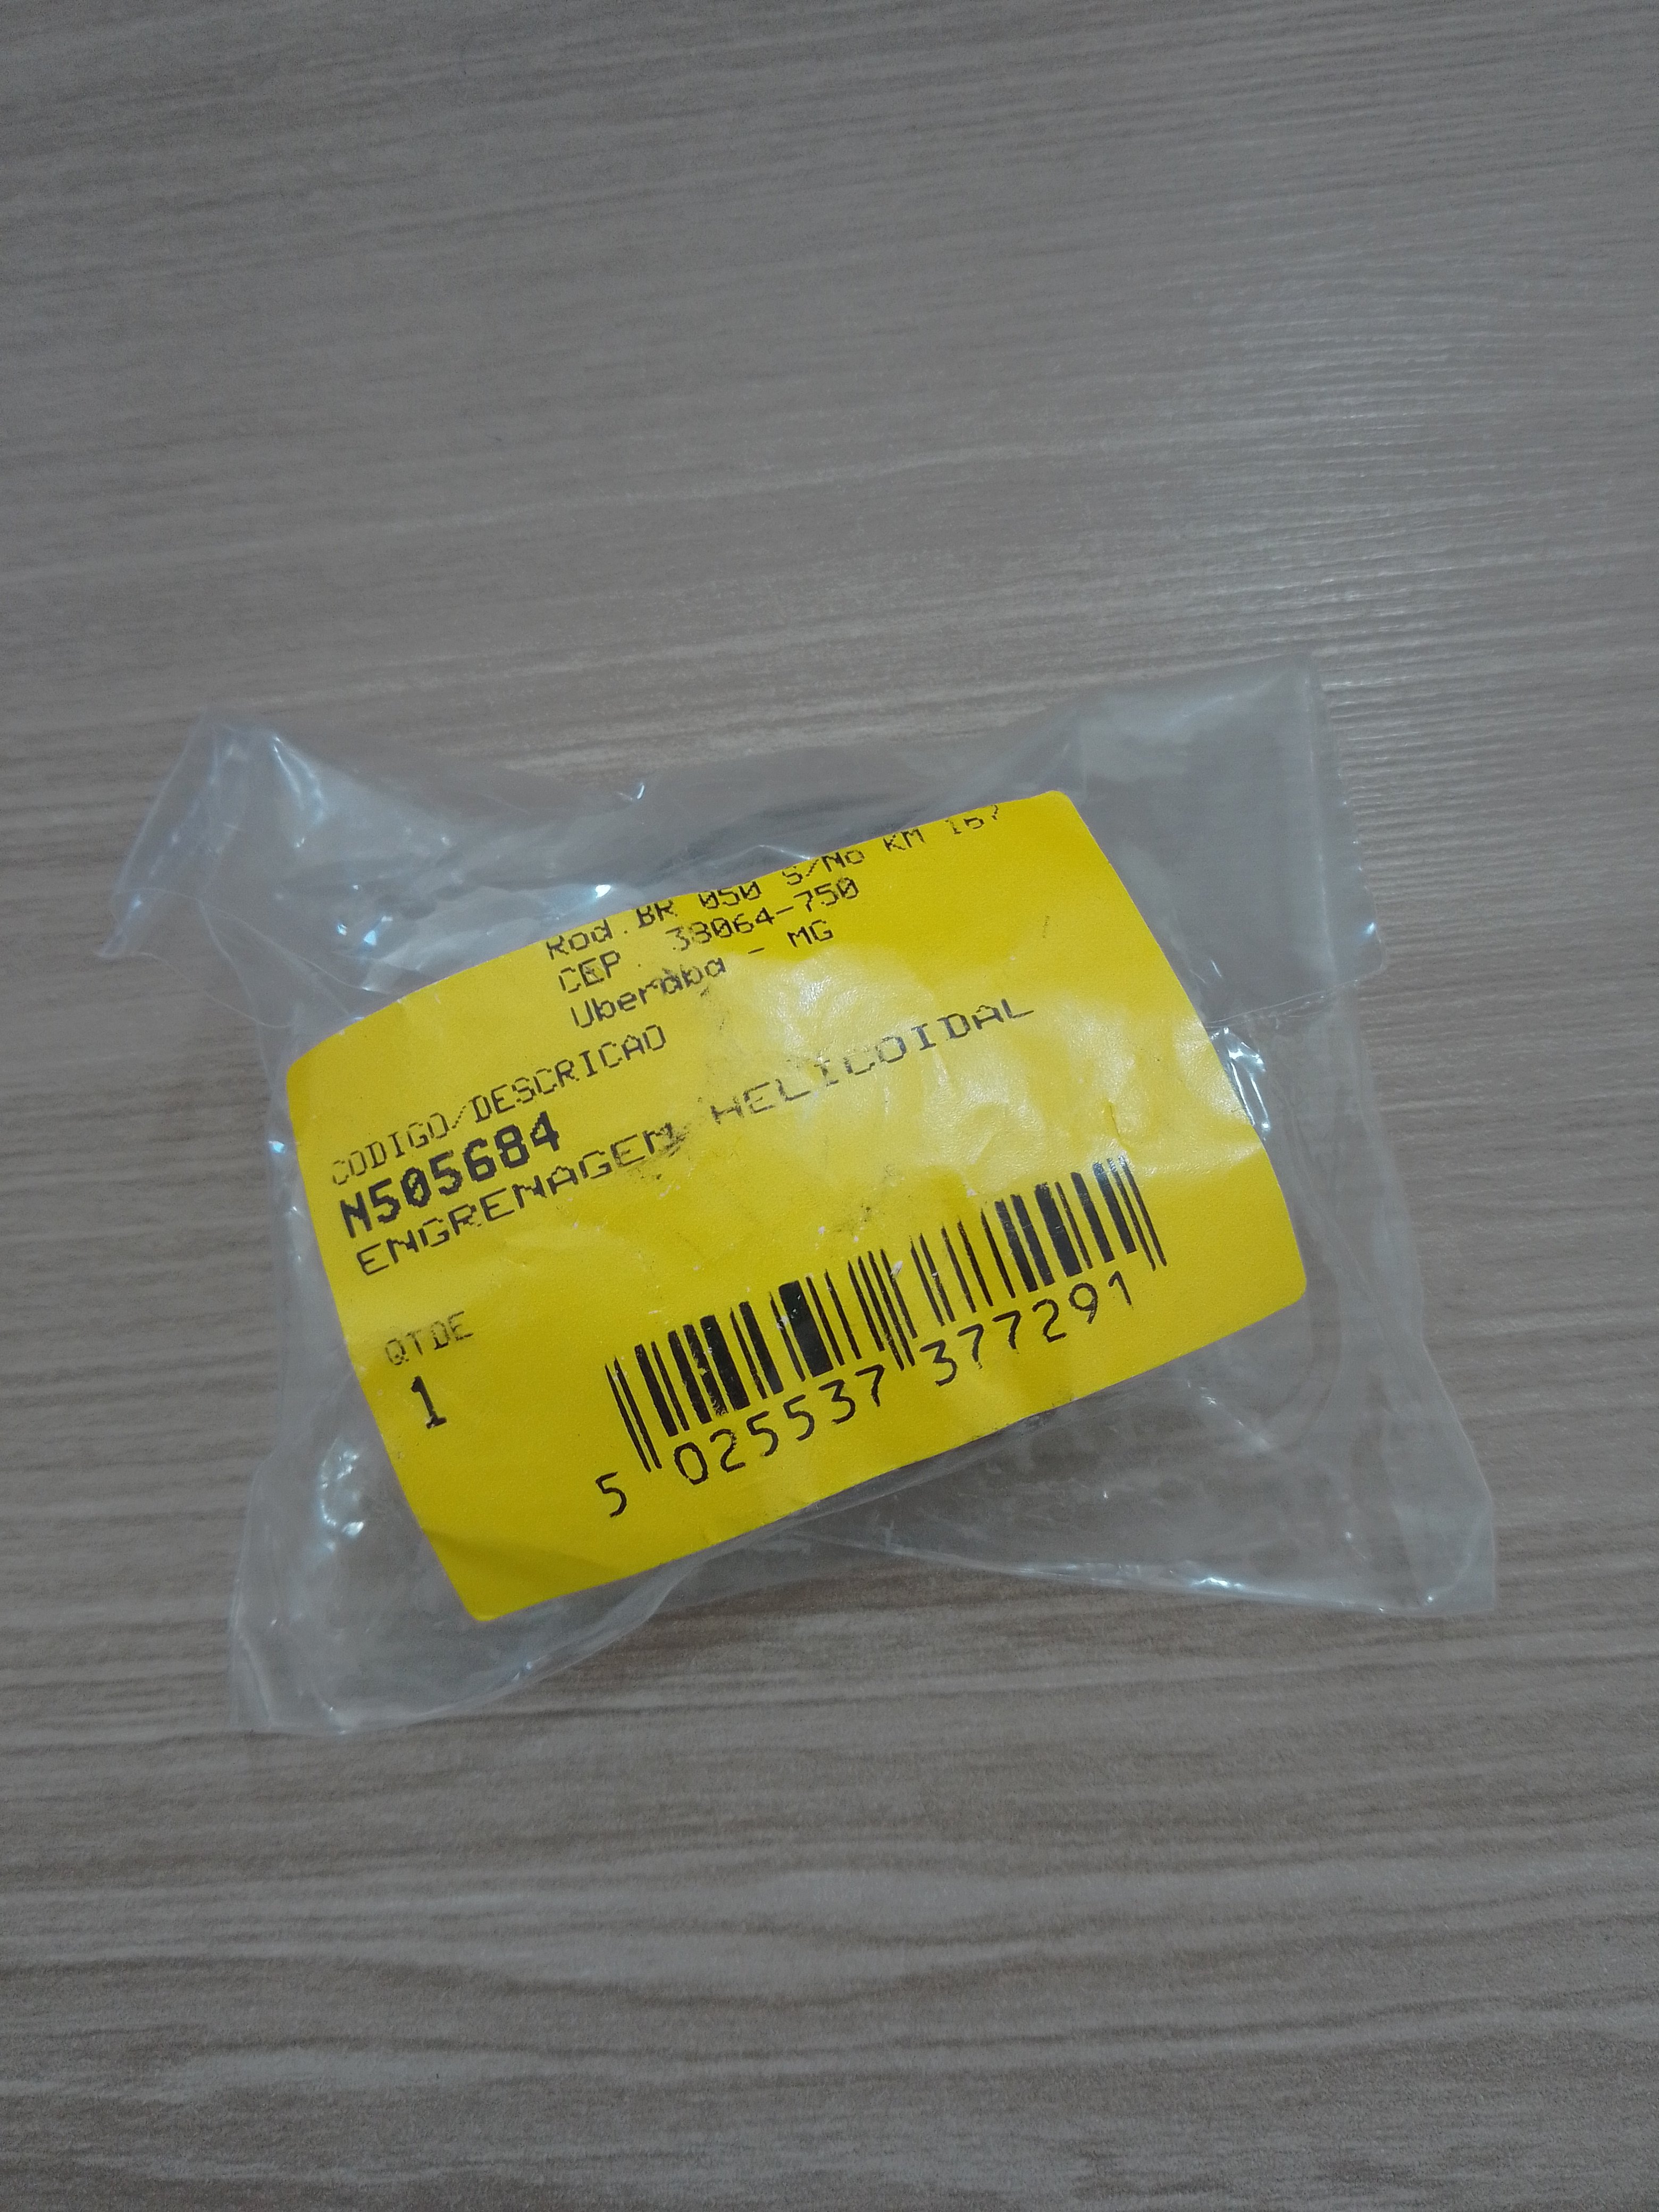 Rod.BR 050 S/No KM 167
CEP 38064-750
Uberaba - MG
CODIGO/DESCRICAO
N505684
ENGRENAGEM HELICOIDAL
QTDE
1
5 025537 377291